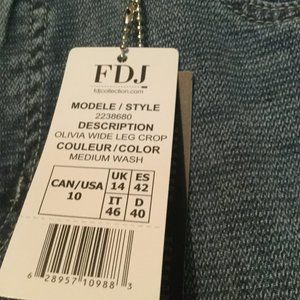 FDJ
fdjcollection.com
MODELE / STYLE
2238680
DESCRIPTION
OLIVIA WIDE LEG CROP
COULEUR/COLOR
MEDIUM WASH
CAN/USA
10
UK
14
ES
42
IT
46
D
40
6 28957 10988 3